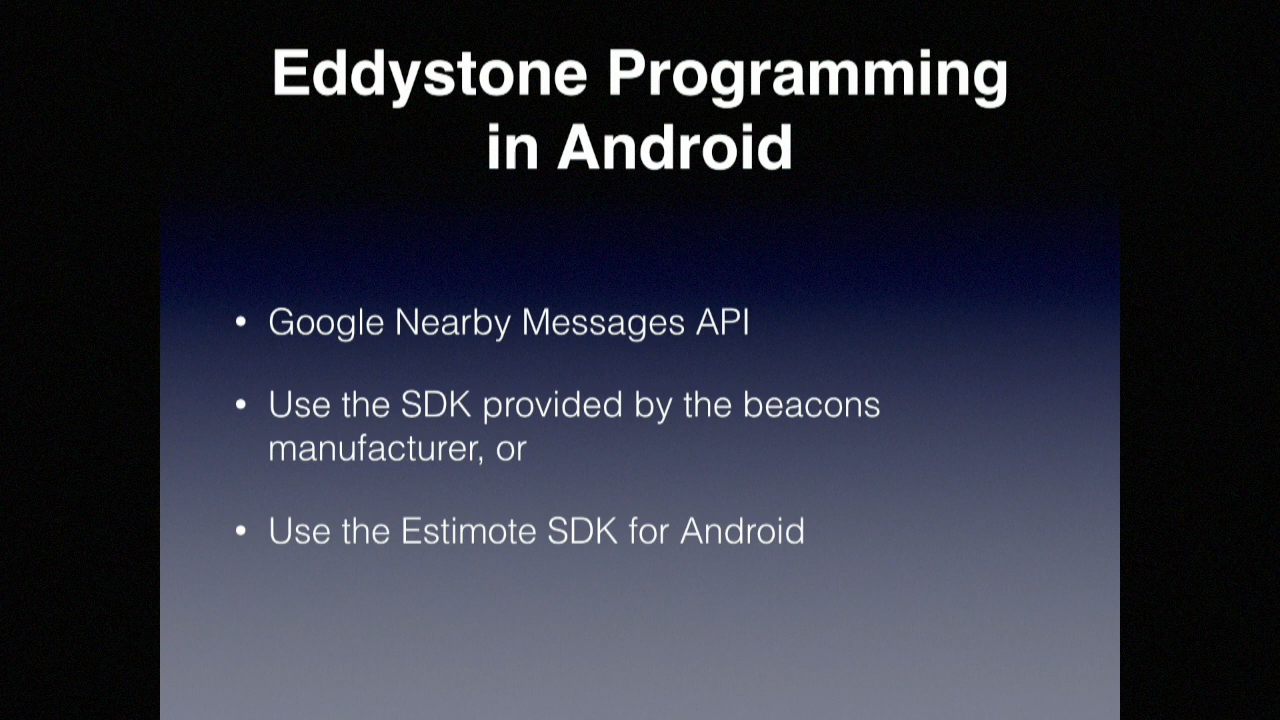 Eddystone Programming
in Android
• Google Nearby Messages API
• Use the SDK provided by the beacons
manufacturer, or
• Use the Estimote SDK for Android